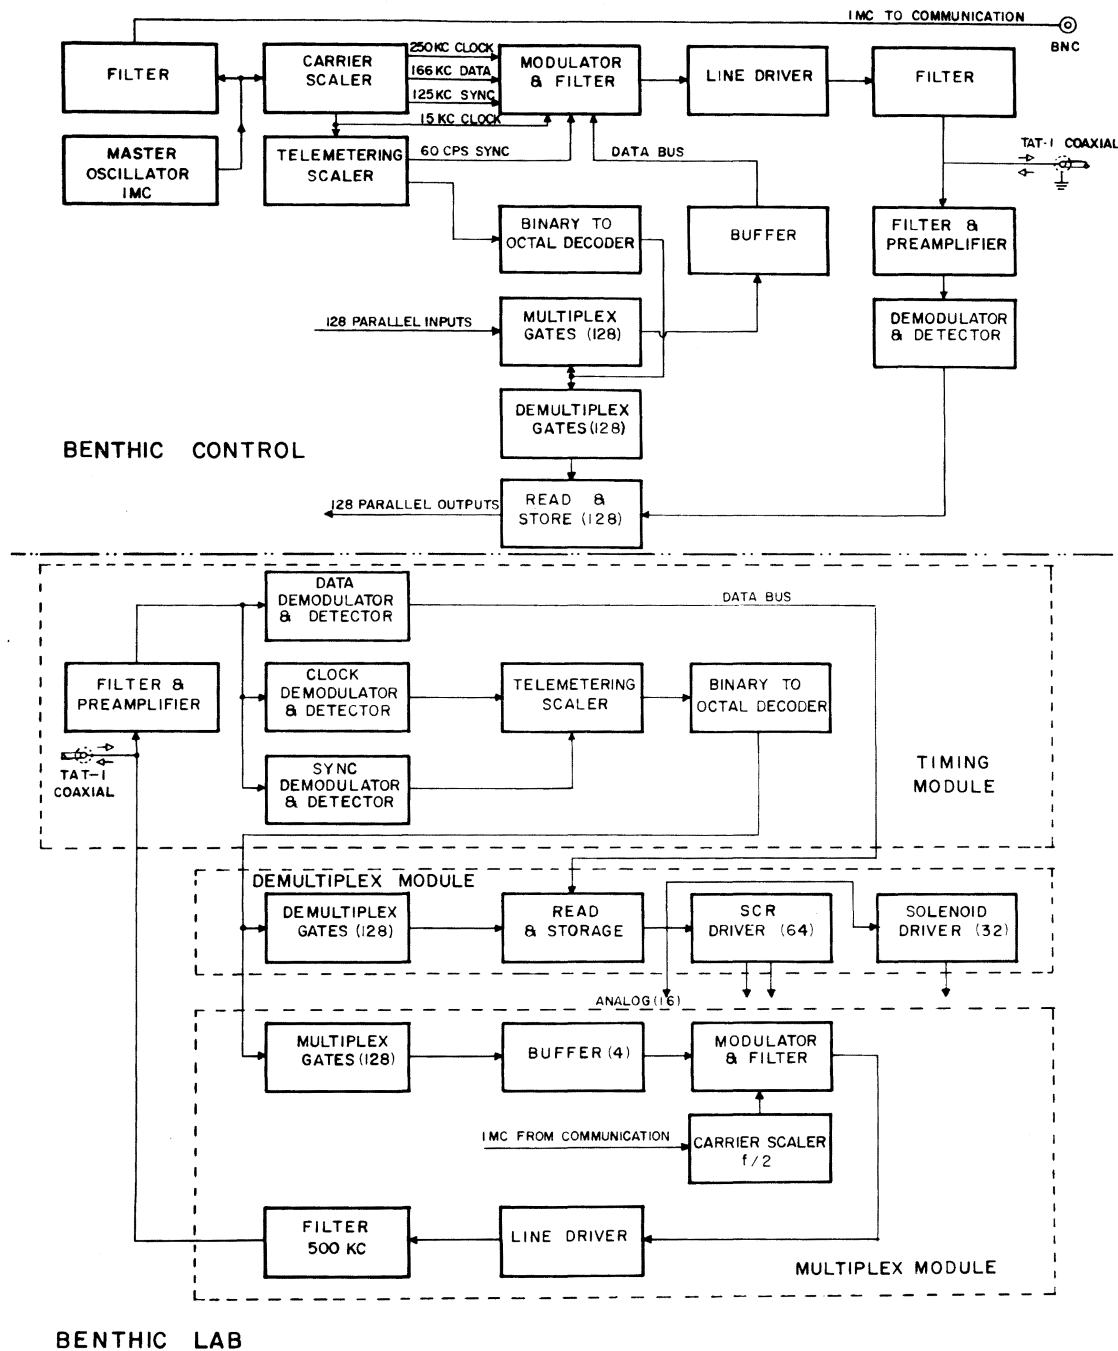 1MC TO COMMUNICATION
BNC
FILTER
CARRIER
SCALER
250KC CLOCK
166KC DATA
125KC SYNC
15KC CLOCK
MODULATOR
& FILTER
LINE DRIVER
FILTER
MASTER
OSCILLATOR
1MC
TELEMETERING
SCALER
60 CPS SYNC
DATA BUS
TAT-1 COAXIAL
BINARY TO
OCTAL DECODER
BUFFER
FILTER &
PREAMPLIFIER
128 PARALLEL INPUTS
MULTIPLEX
GATES (128)
DEMODULATOR
& DETECTOR
DEMULTIPLEX
GATES (128)
BENTHIC CONTROL
128 PARALLEL OUTPUTS
READ &
STORE (128)
DATA
DEMODULATOR
& DETECTOR
DATA BUS
FILTER &
PREAMPLIFIER
CLOCK
DEMODULATOR
& DETECTOR
TELEMETERING
SCALER
BINARY TO
OCTAL DECODER
TAT-1
COAXIAL
SYNC
DEMODULATOR
& DETECTOR
TIMING
MODULE
DEMULTIPLEX MODULE
DEMULTIPLEX
GATES (128)
READ
& STORAGE
SCR
DRIVER (64)
SOLENOID
DRIVER (32)
ANALOG (16)
MULTIPLEX
GATES (128)
BUFFER (4)
MODULATOR
& FILTER
1MC FROM COMMUNICATION
CARRIER SCALER
f/2
FILTER
500 KC
LINE DRIVER
MULTIPLEX MODULE
BENTHIC LAB